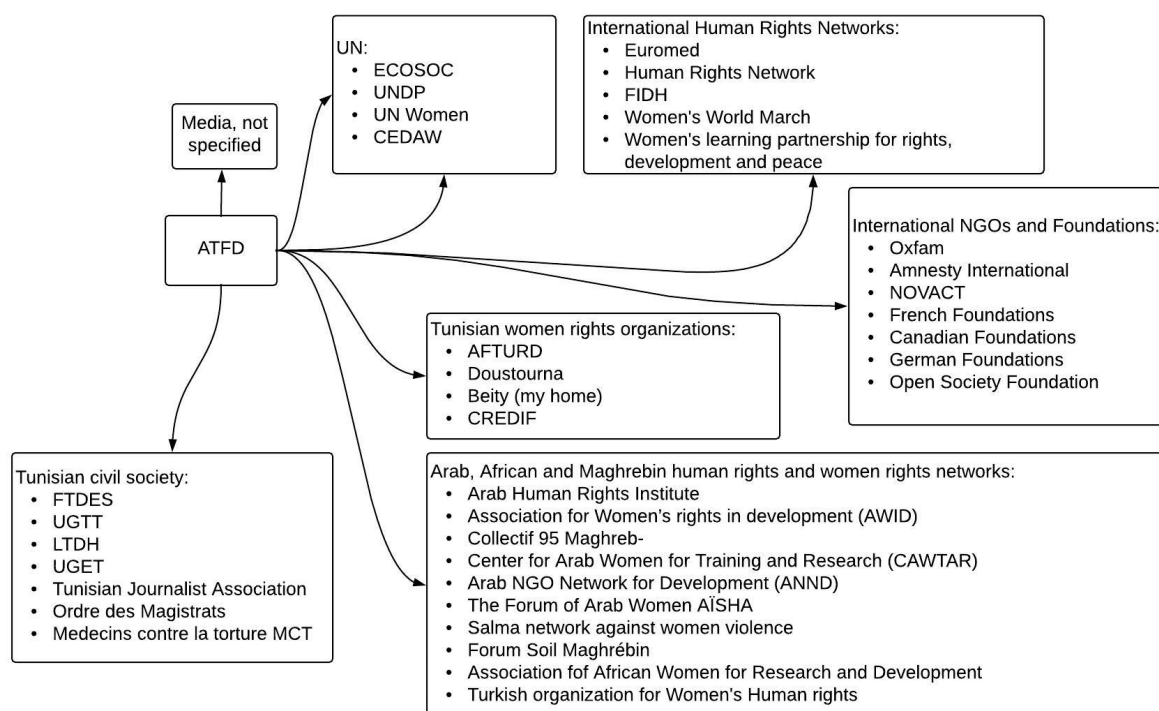 UN:
• ECOSOC
• UNDP
• UN Women
• CEDAW
International Human Rights Networks:
• Euromed
• Human Rights Network
• FIDH
• Women's World March
• Women's learning partnership for rights,
development and peace
Media, not
specified
ATFD
International NGOs and Foundations:
• Oxfam
• Amnesty International
• NOVACT
• French Foundations
• Canadian Foundations
• German Foundations
• Open Society Foundation
Tunisian women rights organizations:
• AFTURD
• Doustourna
• Beity (my home)
• CREDIF
Tunisian civil society:
• FTDES
• UGTT
• LTDH
• UGET
• Tunisian Journalist Association
• Ordre des Magistrats
• Medecins contre la torture MCT
Arab, African and Maghrebin human rights and women rights networks:
• Arab Human Rights Institute
• Association for Women’s rights in development (AWID)
• Collectif 95 Maghreb-
• Center for Arab Women for Training and Research (CAWTAR)
• Arab NGO Network for Development (ANND)
• The Forum of Arab Women AÏSHA
• Salma network against women violence
• Forum Soil Maghrébin
• Association fof African Women for Research and Development
• Turkish organization for Women's Human rights